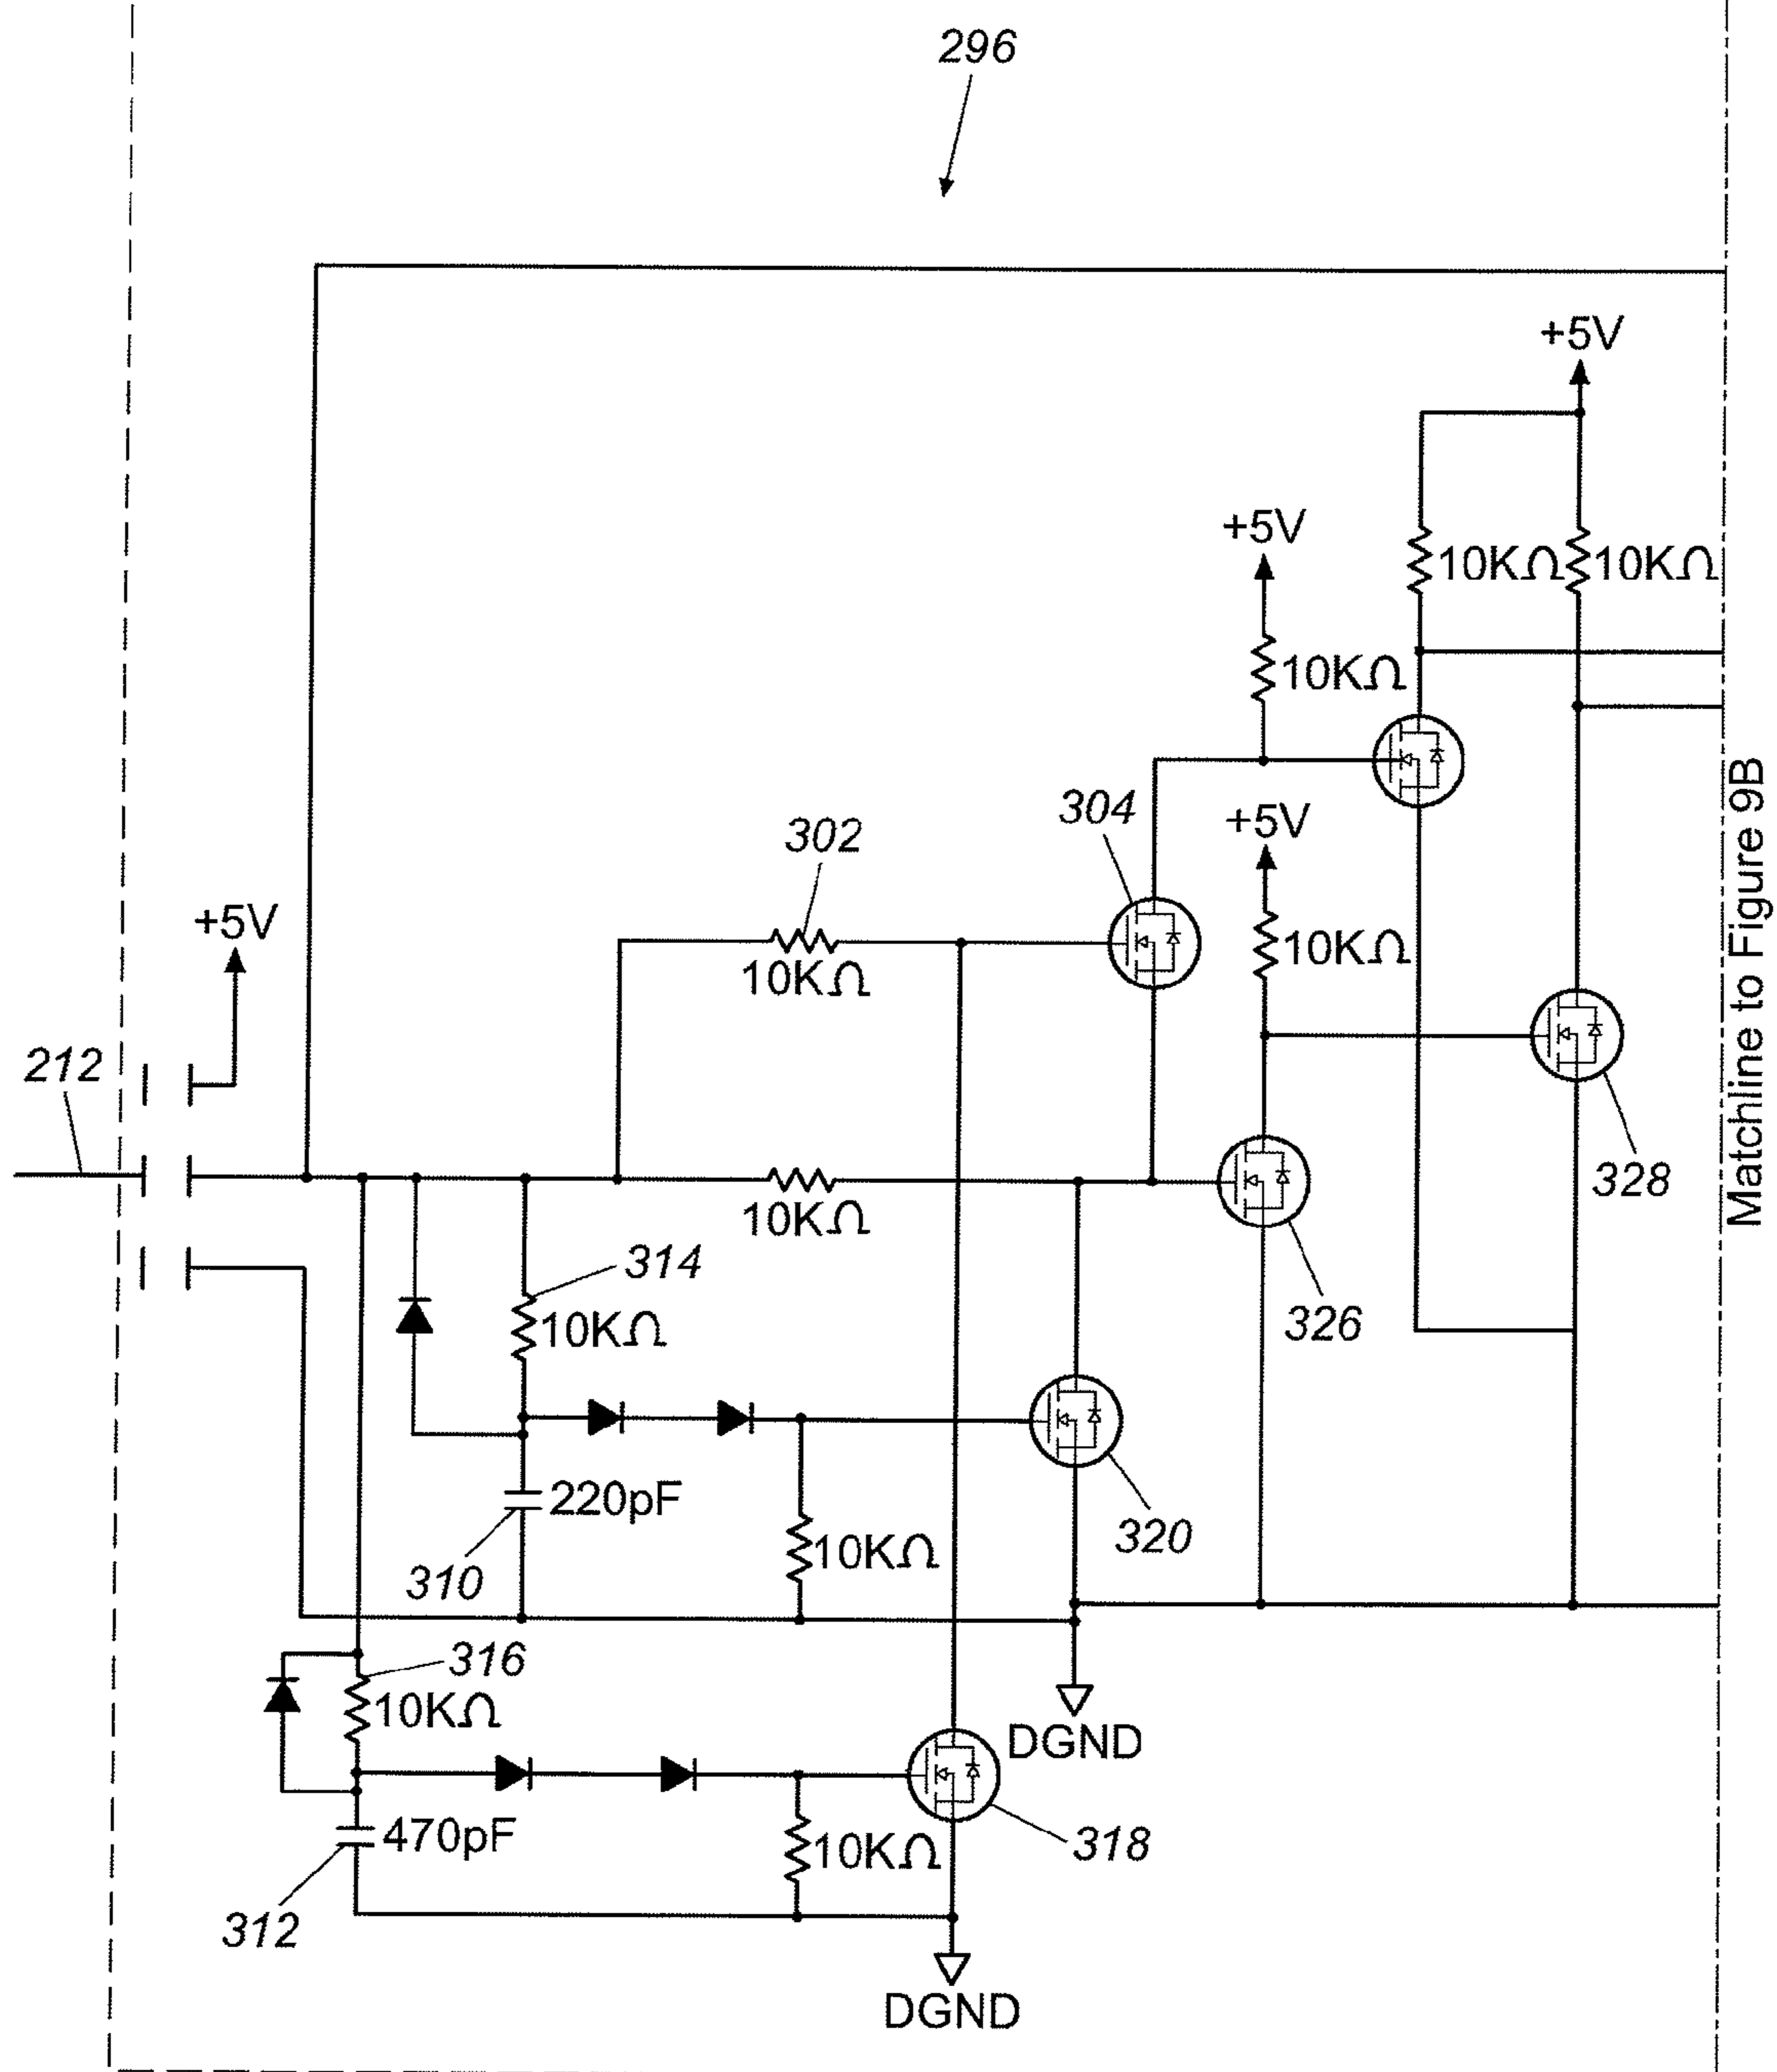 296
+5V
10KΩ
10KΩ
+5V
10KΩ
304
+5V
302
10KΩ
10KΩ
+5V
212
10KΩ
328
314
10KΩ
326
220pF
310
10KΩ
320
316
10KΩ
DGND
470pF
10KΩ
318
312
DGND
Matchline to Figure 9B